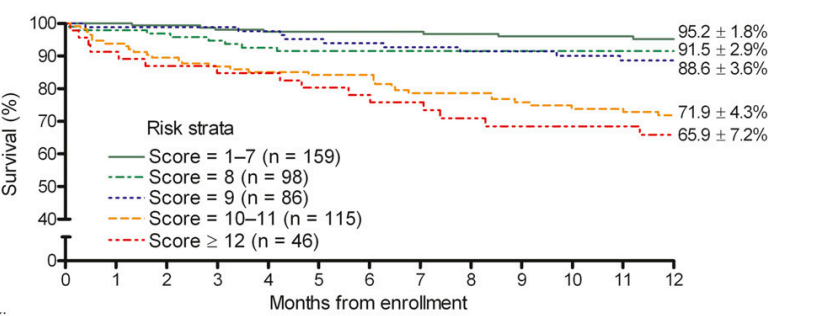 100
90
80
70
60
50
40
0
Survival (%)
95.2 ± 1.8%
91.5 ± 2.9%
88.6 ± 3.6%
71.9 ± 4.3%
65.9 ± 7.2%
Risk strata
Score = 1–7 (n = 159)
Score = 8 (n = 98)
Score = 9 (n = 86)
Score = 10–11 (n = 115)
Score ≥ 12 (n = 46)
0 1 2 3 4 5 6 7 8 9 10 11 12
Months from enrollment